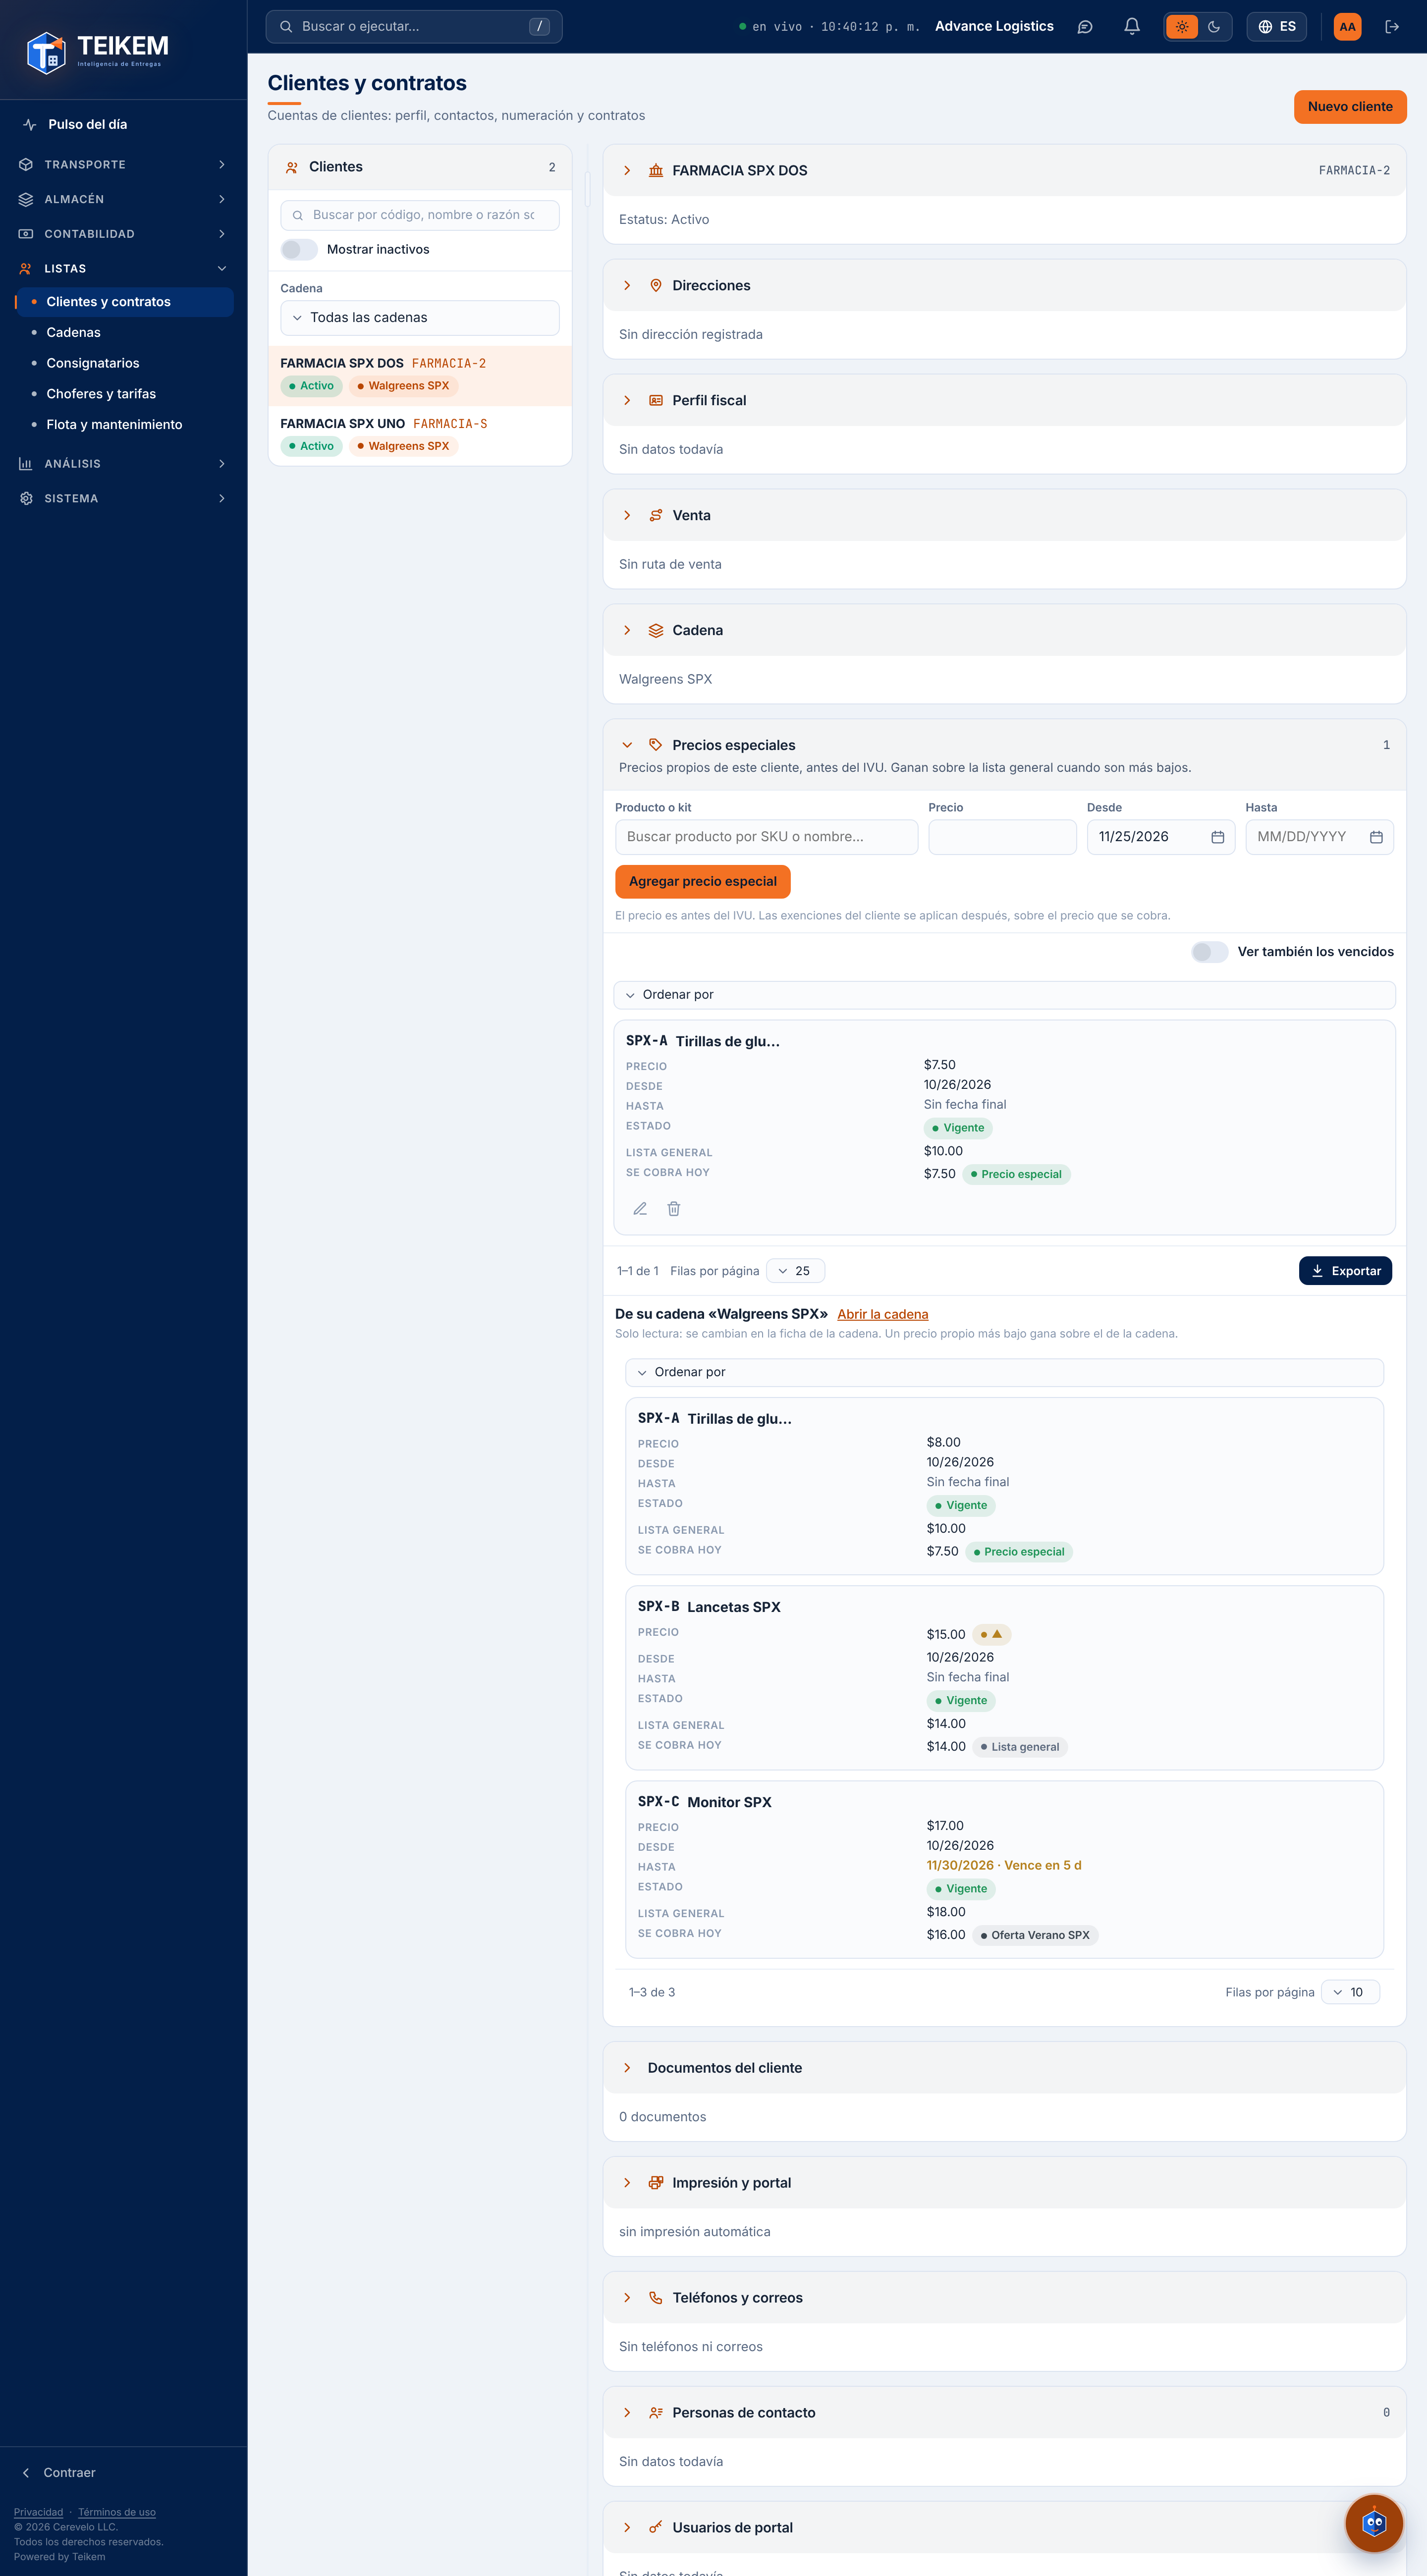 TEIKEM
Inteligencia de Entregas
Buscar o ejecutar...
/
en vivo · 10:40:12 p. m.
Advance Logistics
ES
AA
Pulso del día
TRANSPORTE
ALMACÉN
CONTABILIDAD
LISTAS
Clientes y contratos
Cadenas
Consignatarios
Choferes y tarifas
Flota y mantenimiento
ANÁLISIS
SISTEMA
Contraer
Privacidad · Términos de uso
© 2026 Cerevelo LLC.
Todos los derechos reservados.
Powered by Teikem
Clientes y contratos
Cuentas de clientes: perfil, contactos, numeración y contratos
Nuevo cliente
Clientes
2
Buscar por código, nombre o razón sc
Mostrar inactivos
Cadena
Todas las cadenas
FARMACIA SPX DOS FARMACIA-2
Activo
Walgreens SPX
FARMACIA SPX UNO FARMACIA-S
Activo
Walgreens SPX
FARMACIA SPX DOS
FARMACIA-2
Estatus: Activo
Direcciones
Sin dirección registrada
Perfil fiscal
Sin datos todavía
Venta
Sin ruta de venta
Cadena
Walgreens SPX
Precios especiales
1
Precios propios de este cliente, antes del IVU. Ganan sobre la lista general cuando son más bajos.
Producto o kit
Precio
Desde
Hasta
Buscar producto por SKU o nombre...
11/25/2026
MM/DD/YYYY
Agregar precio especial
El precio es antes del IVU. Las exenciones del cliente se aplican después, sobre el precio que se cobra.
Ver también los vencidos
Ordenar por
SPX-A Tirillas de glu...
PRECIO $7.50
DESDE 10/26/2026
HASTA Sin fecha final
ESTADO Vigente
LISTA GENERAL $10.00
SE COBRA HOY $7.50 Precio especial
1–1 de 1
Filas por página
25
Exportar
De su cadena «Walgreens SPX» Abrir la cadena
Solo lectura: se cambian en la ficha de la cadena. Un precio propio más bajo gana sobre el de la cadena.
Ordenar por
SPX-A Tirillas de glu...
PRECIO $8.00
DESDE 10/26/2026
HASTA Sin fecha final
ESTADO Vigente
LISTA GENERAL $10.00
SE COBRA HOY $7.50 Precio especial
SPX-B Lancetas SPX
PRECIO $15.00
DESDE 10/26/2026
HASTA Sin fecha final
ESTADO Vigente
LISTA GENERAL $14.00
SE COBRA HOY $14.00 Lista general
SPX-C Monitor SPX
PRECIO $17.00
DESDE 10/26/2026
HASTA 11/30/2026 · Vence en 5 d
ESTADO Vigente
LISTA GENERAL $18.00
SE COBRA HOY $16.00 Oferta Verano SPX
1–3 de 3
Filas por página
10
Documentos del cliente
0 documentos
Impresión y portal
sin impresión automática
Teléfonos y correos
Sin teléfonos ni correos
Personas de contacto
0
Sin datos todavía
Usuarios de portal
Sin datos todavía